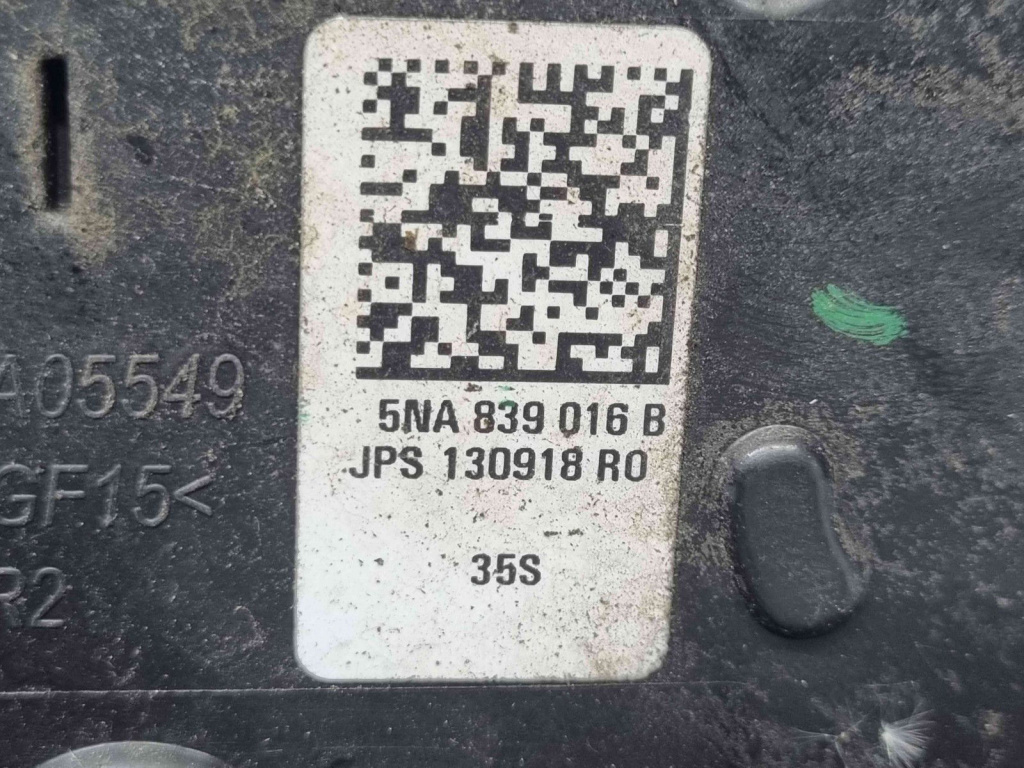 A05549
GF15<
R2
5NA 839 016 B
JPS 130918 RO
35S